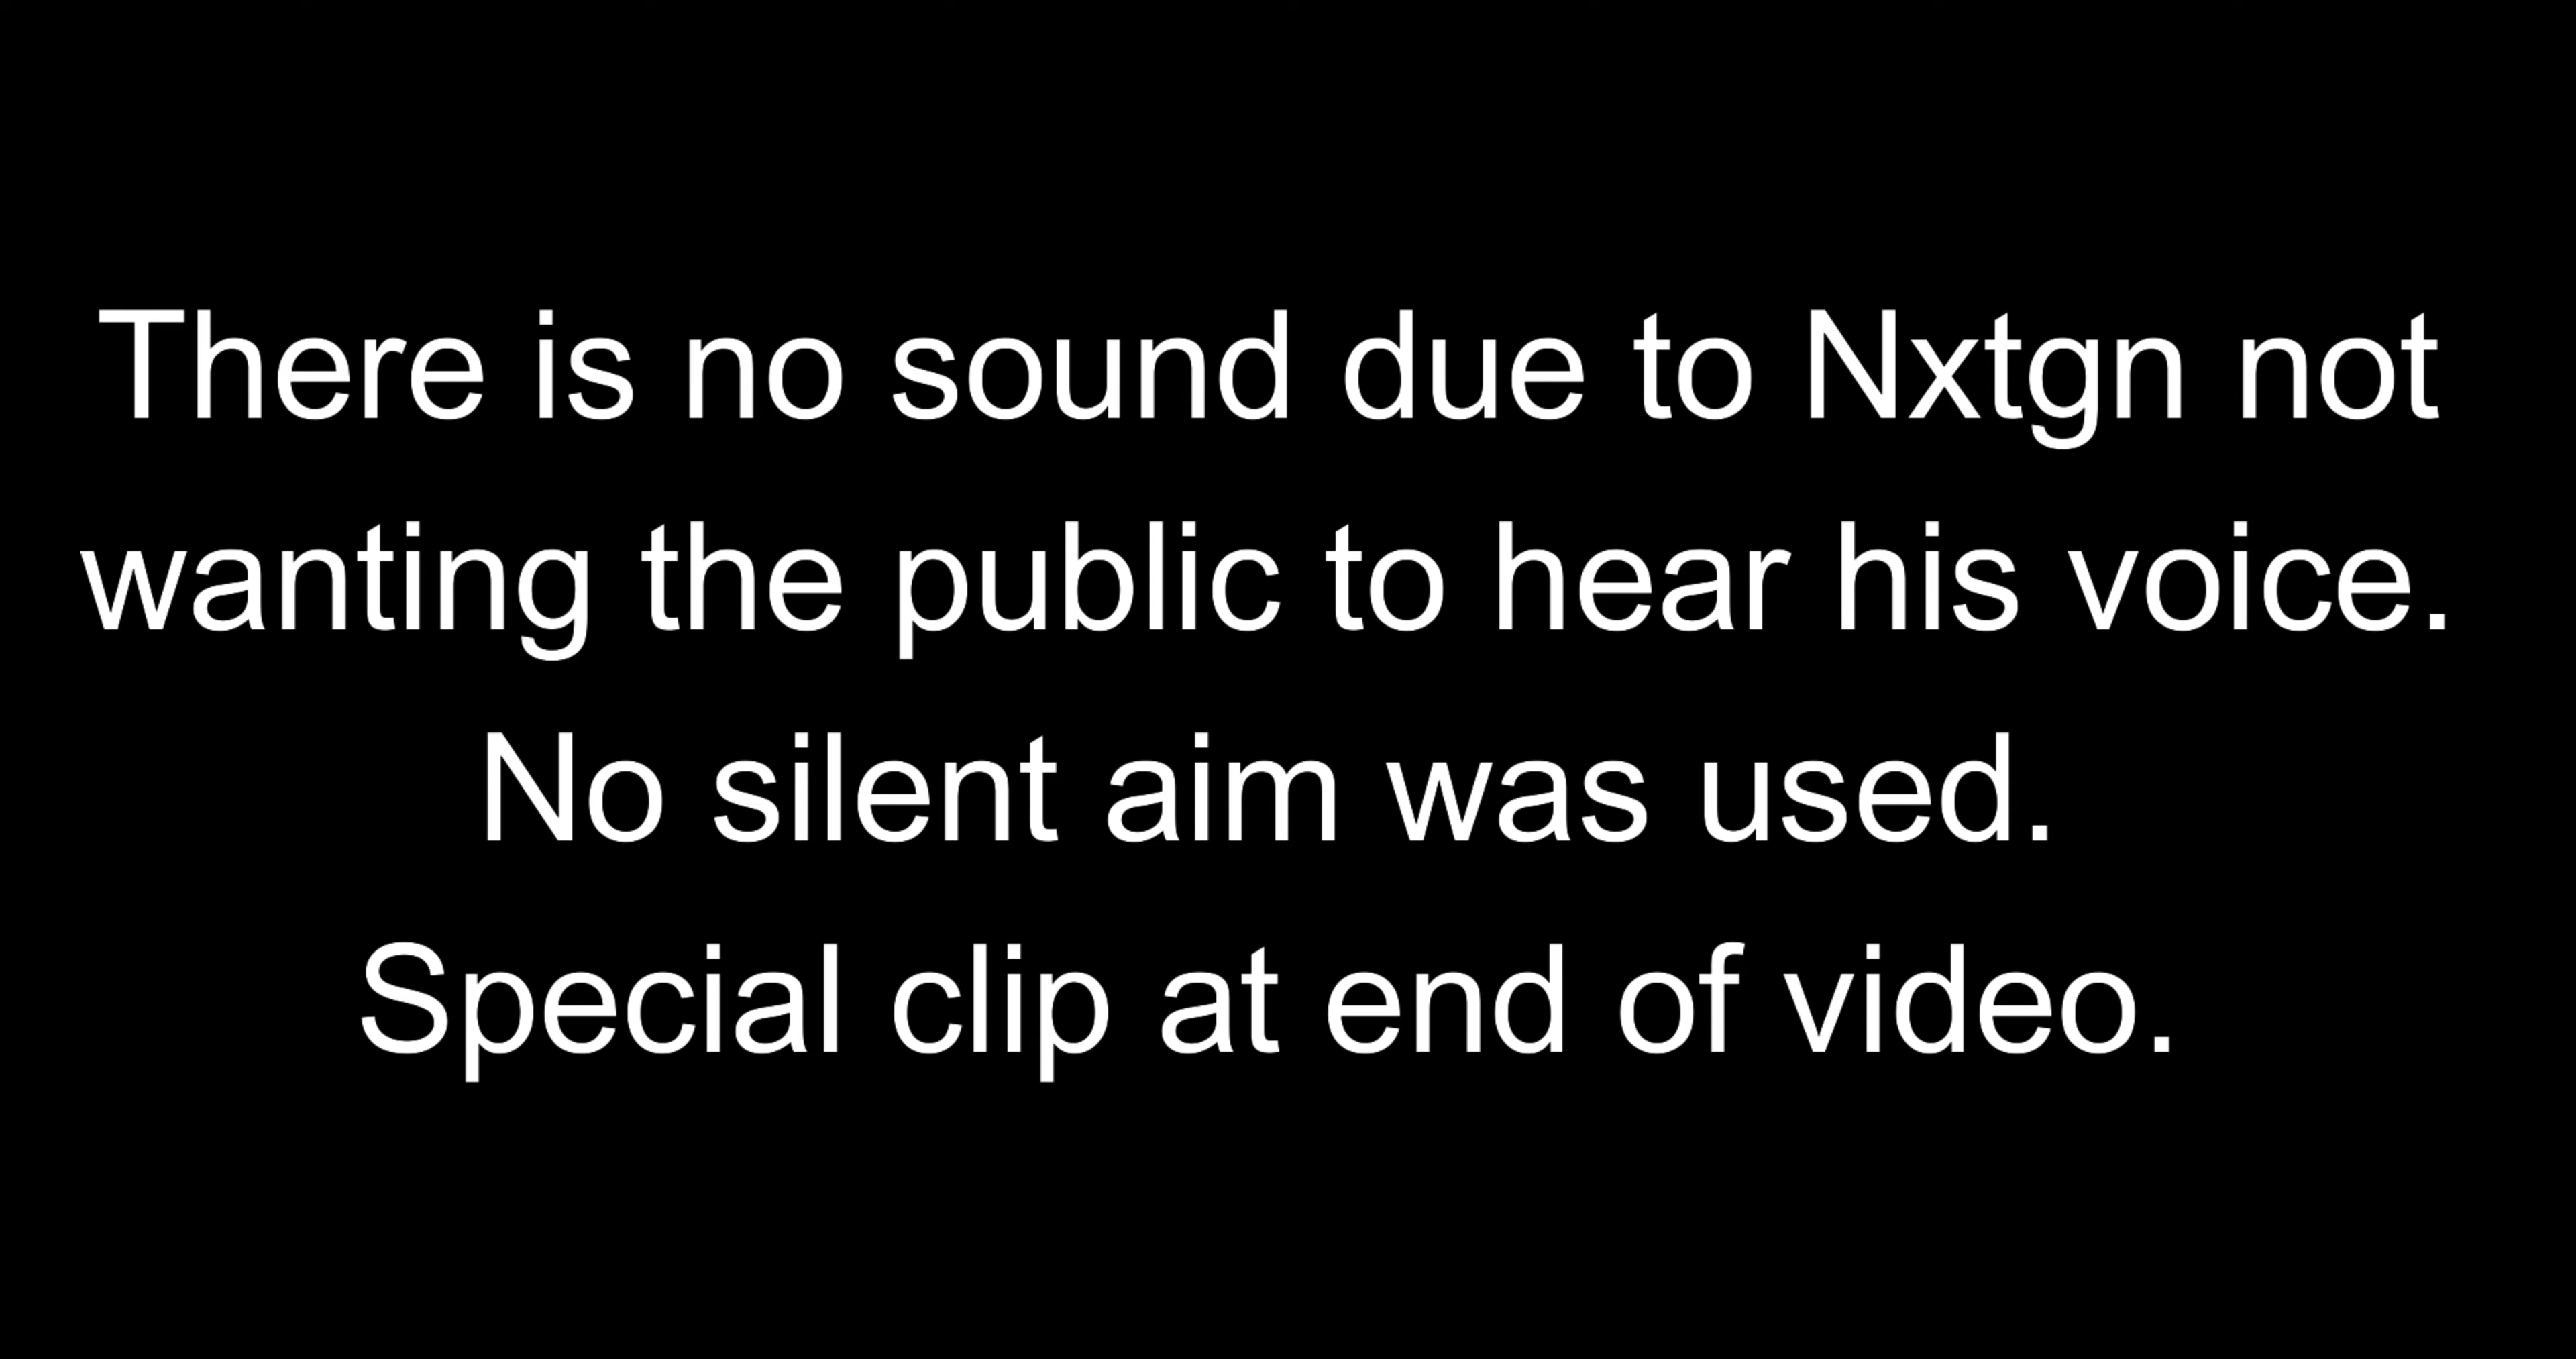 There is no sound due to Nxtgn not
wanting the public to hear his voice.
No silent aim was used.
Special clip at end of video.